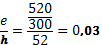 e/h = (520/300)/52 = 0,03